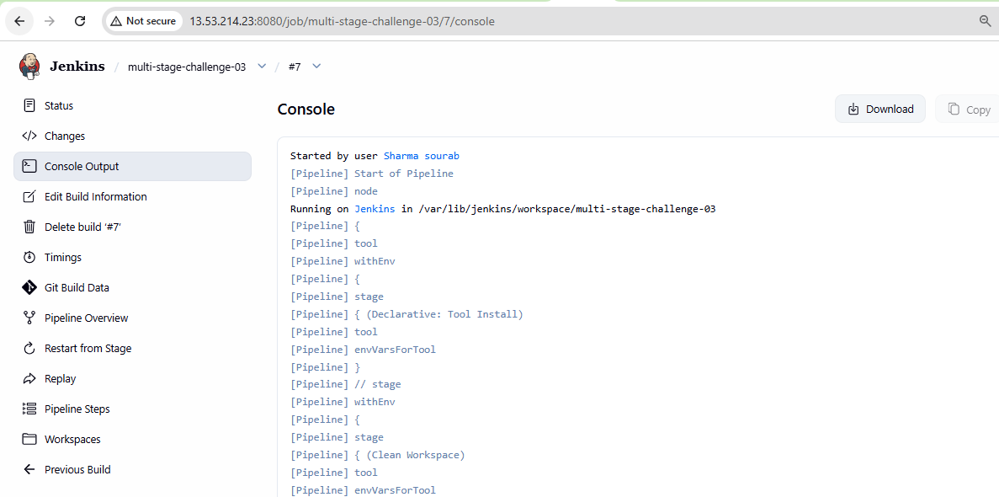 Not secure 13.53.214.23:8080/job/multi-stage-challenge-03/7/console
Jenkins / multi-stage-challenge-03 / #7
Status
Changes
Console Output
Edit Build Information
Delete build ‘#7’
Timings
Git Build Data
Pipeline Overview
Restart from Stage
Replay
Pipeline Steps
Workspaces
Previous Build
Console
Download
Copy
Started by user Sharma sourab
[Pipeline] Start of Pipeline
[Pipeline] node
Running on Jenkins in /var/lib/jenkins/workspace/multi-stage-challenge-03
[Pipeline] {
[Pipeline] tool
[Pipeline] withEnv
[Pipeline] {
[Pipeline] stage
[Pipeline] { (Declarative: Tool Install)
[Pipeline] tool
[Pipeline] envVarsForTool
[Pipeline] }
[Pipeline] // stage
[Pipeline] withEnv
[Pipeline] {
[Pipeline] stage
[Pipeline] { (Clean Workspace)
[Pipeline] tool
[Pipeline] envVarsForTool